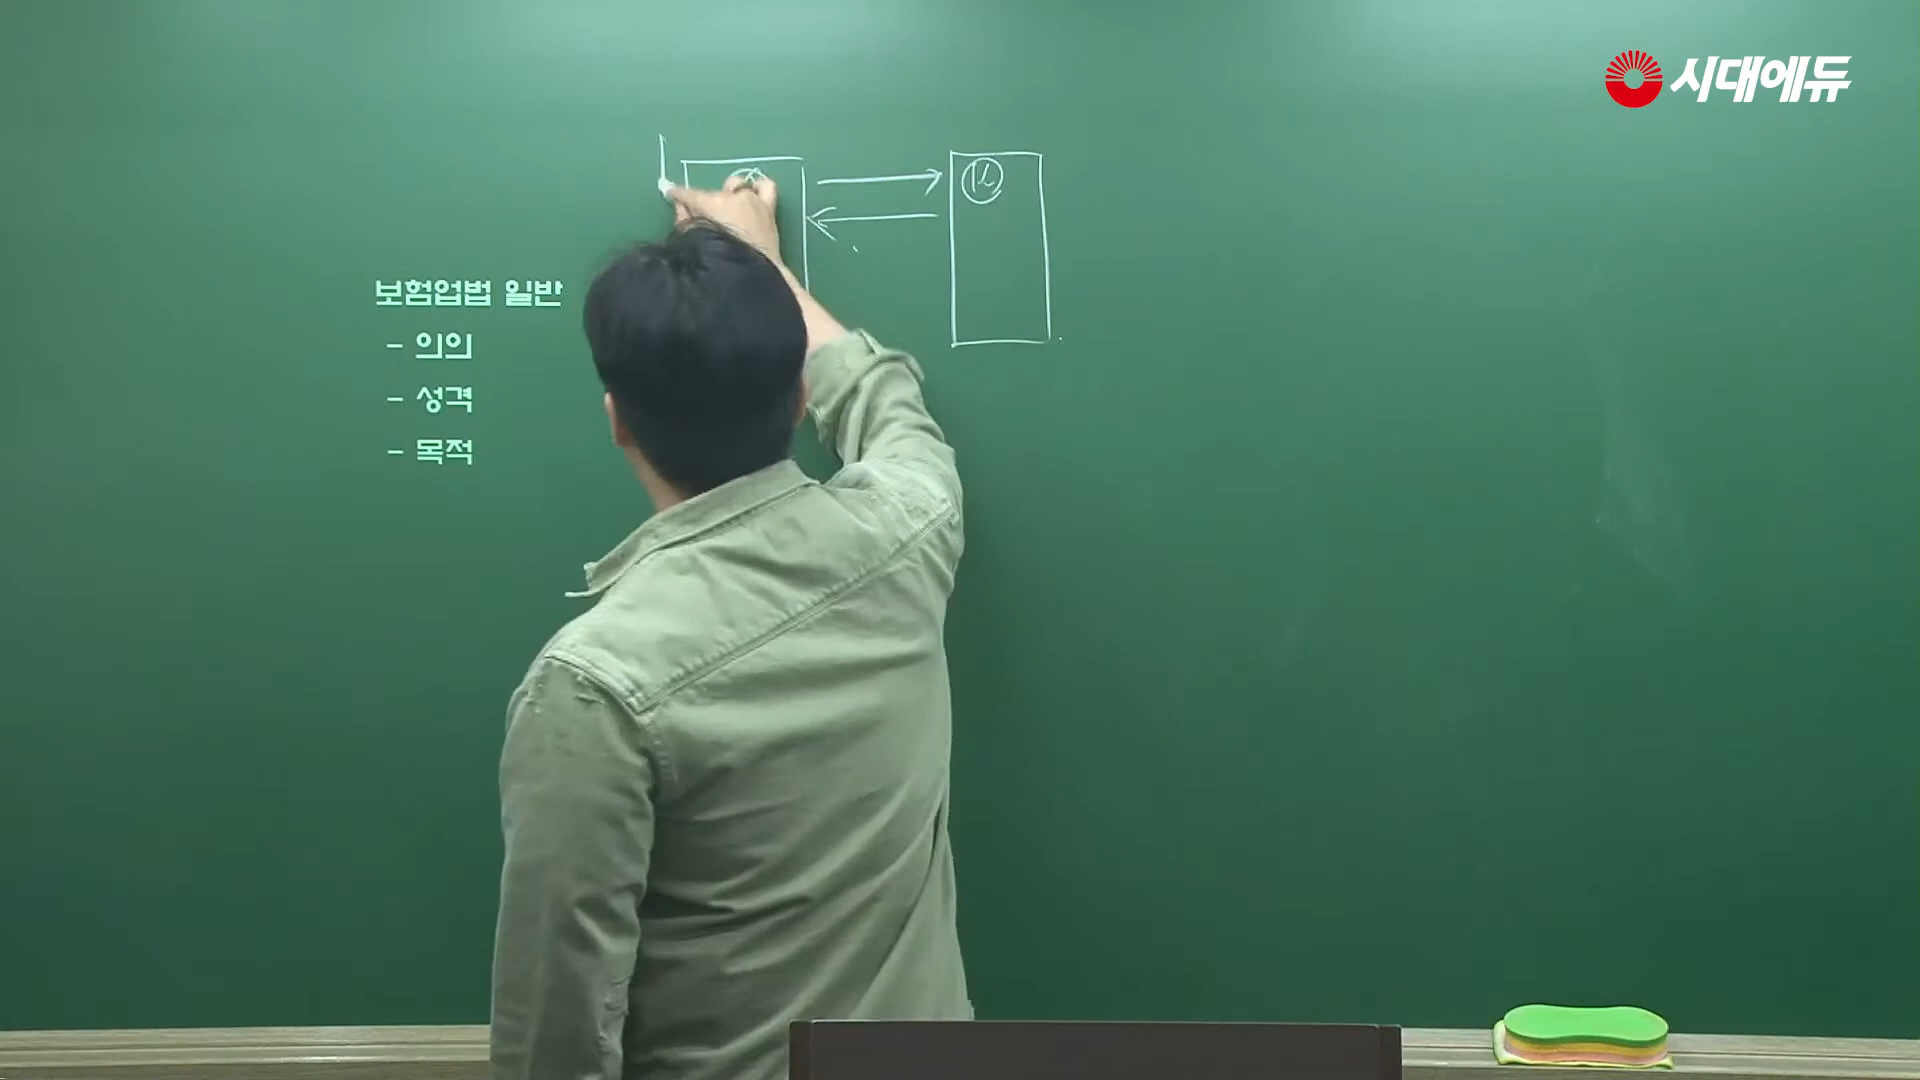 시대에듀
보험업법 일반
- 의의
- 성격
- 목적